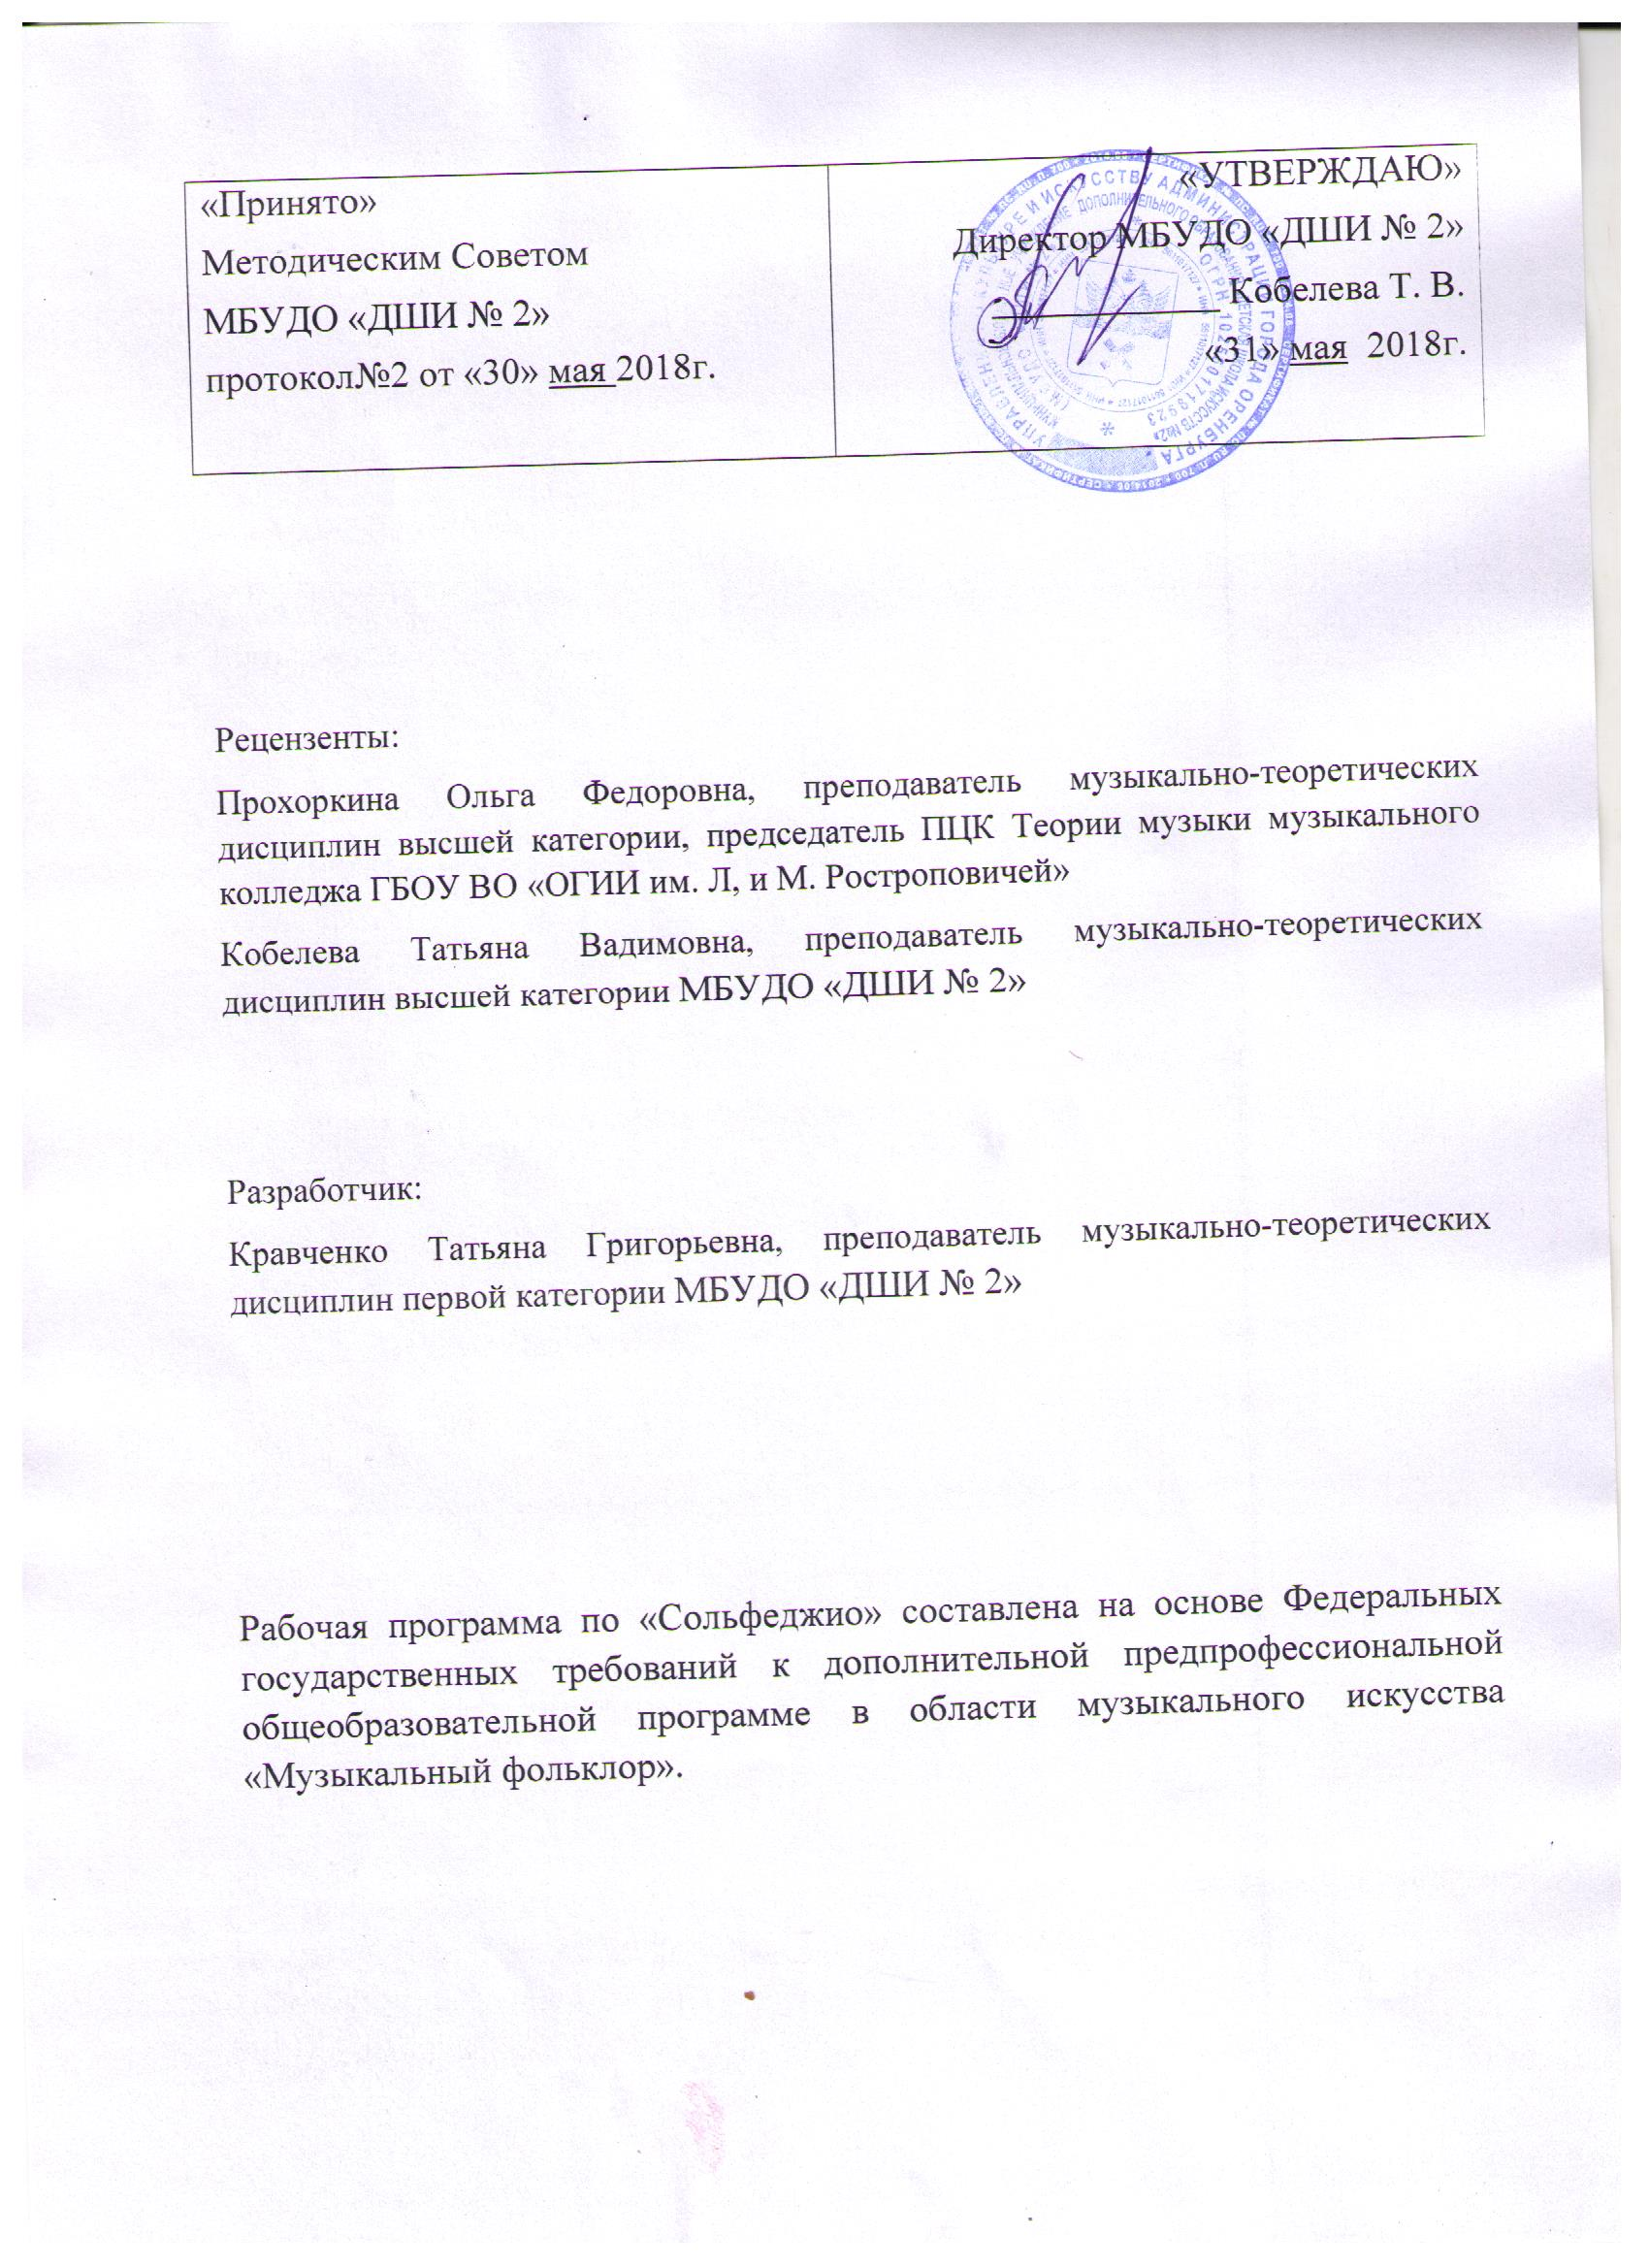 «Принято»
Методическим Советом
МБУДО «ДШИ № 2»
протокол№2 от «30» мая 2018г.
«УТВЕРЖДАЮ»
Директор МБУДО «ДШИ № 2»
Кобелева Т. В.
«31» мая 2018г.
Рецензенты:
Прохоркина Ольга Федоровна, преподаватель музыкально-теоретических
дисциплин высшей категории, председатель ПЦК Теории музыки музыкального
колледжа ГБОУ ВО «ОГИИ им. Л, и М. Ростроповичей»
Кобелева Татьяна Вадимовна, преподаватель музыкально-теоретических
дисциплин высшей категории МБУДО «ДШИ № 2»
Разработчик:
Кравченко Татьяна Григорьевна, преподаватель музыкально-теоретических
дисциплин первой категории МБУДО «ДШИ № 2»
Рабочая программа по «Сольфеджио» составлена на основе Федеральных
государственных требований к дополнительной предпрофессиональной
общеобразовательной программе в области музыкального искусства
«Музыкальный фольклор».